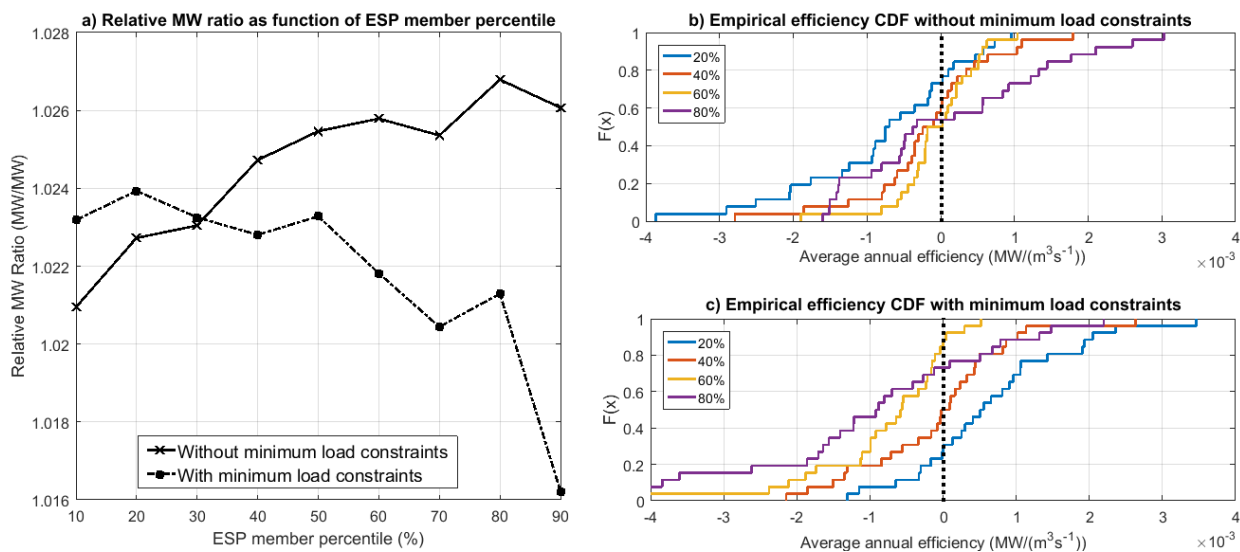 a) Relative MW ratio as function of ESP member percentile
1.028
1.026
1.024
1.022
1.02
1.018
1.016
Relative MW Ratio (MW/MW)
Without minimum load constraints
With minimum load constraints
10 20 30 40 50 60 70 80 90
ESP member percentile (%)
b) Empirical efficiency CDF without minimum load constraints
1
0.8
0.6
0.4
0.2
0
F(x)
20%
40%
60%
80%
-4 -3 -2 -1 0 1 2 3 4
Average annual efficiency (MW/(m³s⁻¹))
×10⁻³
c) Empirical efficiency CDF with minimum load constraints
1
0.8
0.6
0.4
0.2
0
F(x)
20%
40%
60%
80%
-4 -3 -2 -1 0 1 2 3 4
Average annual efficiency (MW/(m³s⁻¹))
×10⁻³